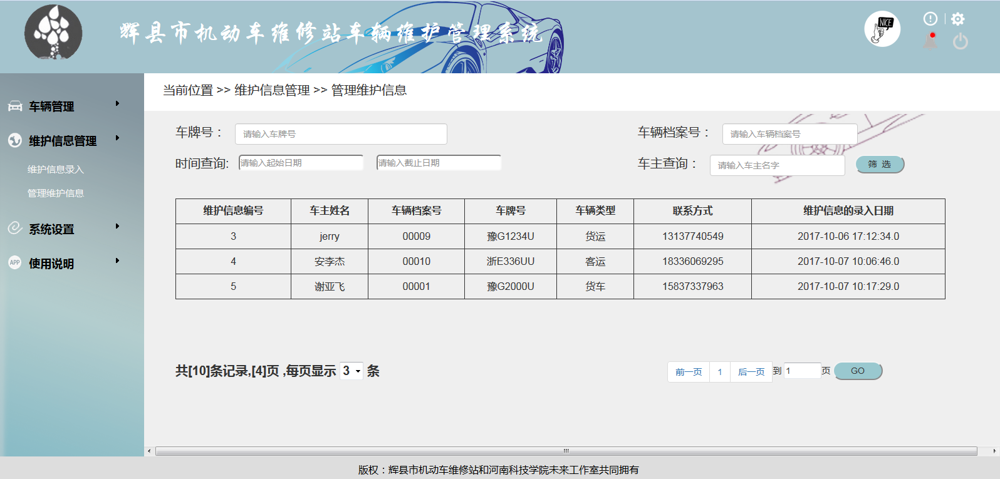 辉县市机动车维修站车辆维护管理系统
NICE
当前位置 >> 维护信息管理 >> 管理维护信息
车辆管理
维护信息管理
维护信息录入
管理维护信息
系统设置
APP 使用说明
车牌号： 请输入车牌号 车辆档案号： 请输入车辆档案号
时间查询: 请输入起始日期 请输入截止日期 车主查询： 请输入车主名字 筛 选
维护信息编号 车主姓名 车辆档案号 车牌号 车辆类型 联系方式 维护信息的录入日期
3 jerry 00009 豫G1234U 货运 13137740549 2017-10-06 17:12:34.0
4 安李杰 00010 浙E336UU 客运 18336069295 2017-10-07 10:06:46.0
5 谢亚飞 00001 豫G2000U 货车 15837337963 2017-10-07 10:17:29.0
共[10]条记录,[4]页 ,每页显示 3 条 前一页 1 后一页 到 1 页 GO
版权：辉县市机动车维修站和河南科技学院未来工作室共同拥有